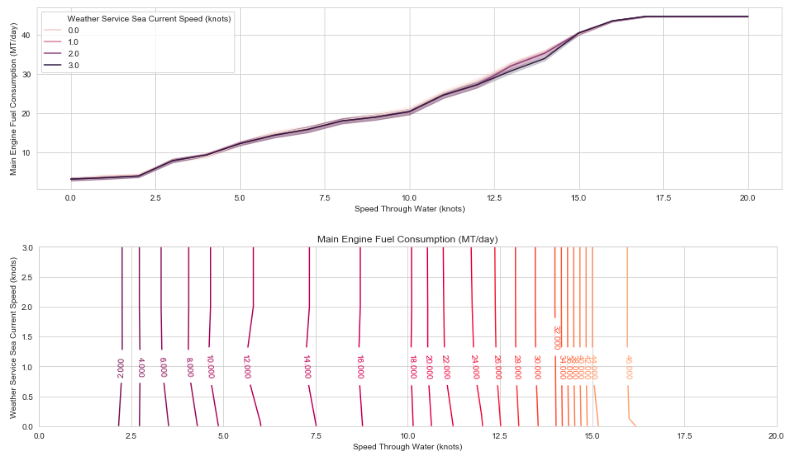 Weather Service Sea Current Speed (knots)
0.0
1.0
2.0
3.0
Main Engine Fuel Consumption (MT/day)
40
30
20
10
0.0 2.5 5.0 7.5 10.0 12.5 15.0 17.5 20.0
Speed Through Water (knots)
Main Engine Fuel Consumption (MT/day)
Weather Service Sea Current Speed (knots)
3.0
2.5
2.0
1.5
1.0
0.5
0.0
2.000 4.000 6.000 8.000 10.000 12.000 14.000 16.000 18.000 20.000 22.000 24.000 26.000 28.000 30.000 32.000 34.000
0.0 2.5 5.0 7.5 10.0 12.5 15.0 17.5 20.0
Speed Through Water (knots)